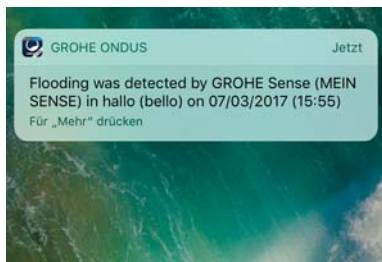 GROHE ONDUS Jetzt
Flooding was detected by GROHE Sense (MEIN
SENSE) in hallo (bello) on 07/03/2017 (15:55)
Für „Mehr“ drücken